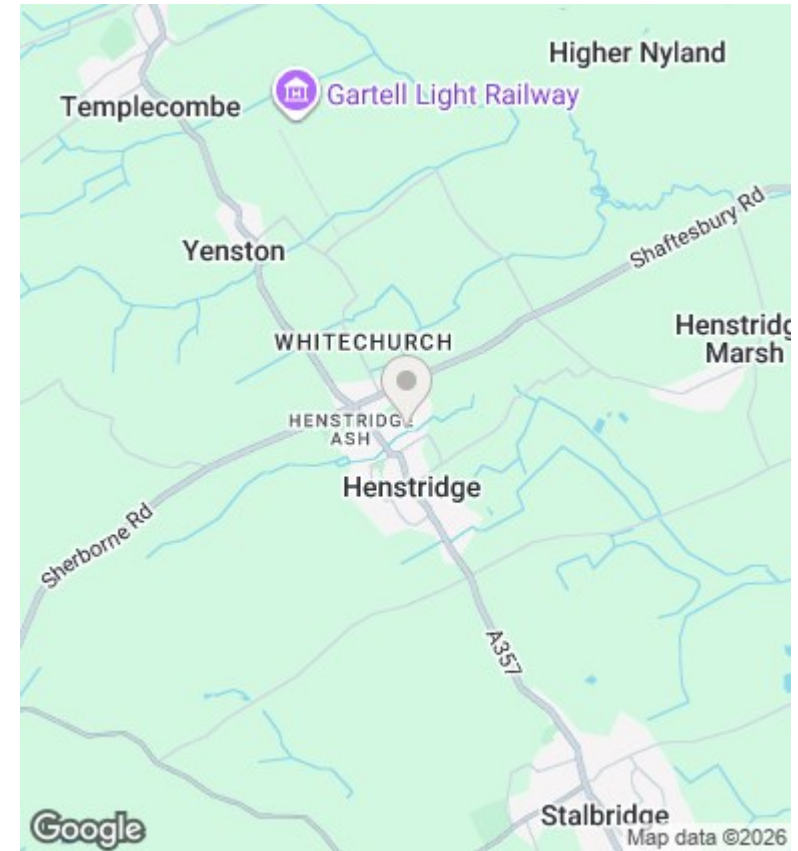 Higher Nyland
Gartell Light Railway
Templecombe
Shaftesbury Rd
Yenston
Henstridg
Marsh
WHITECHURCH
HENSTRIDGE
ASH
Henstridge
Sherborne Rd
A357
Stalbridge
Google
Map data ©2026